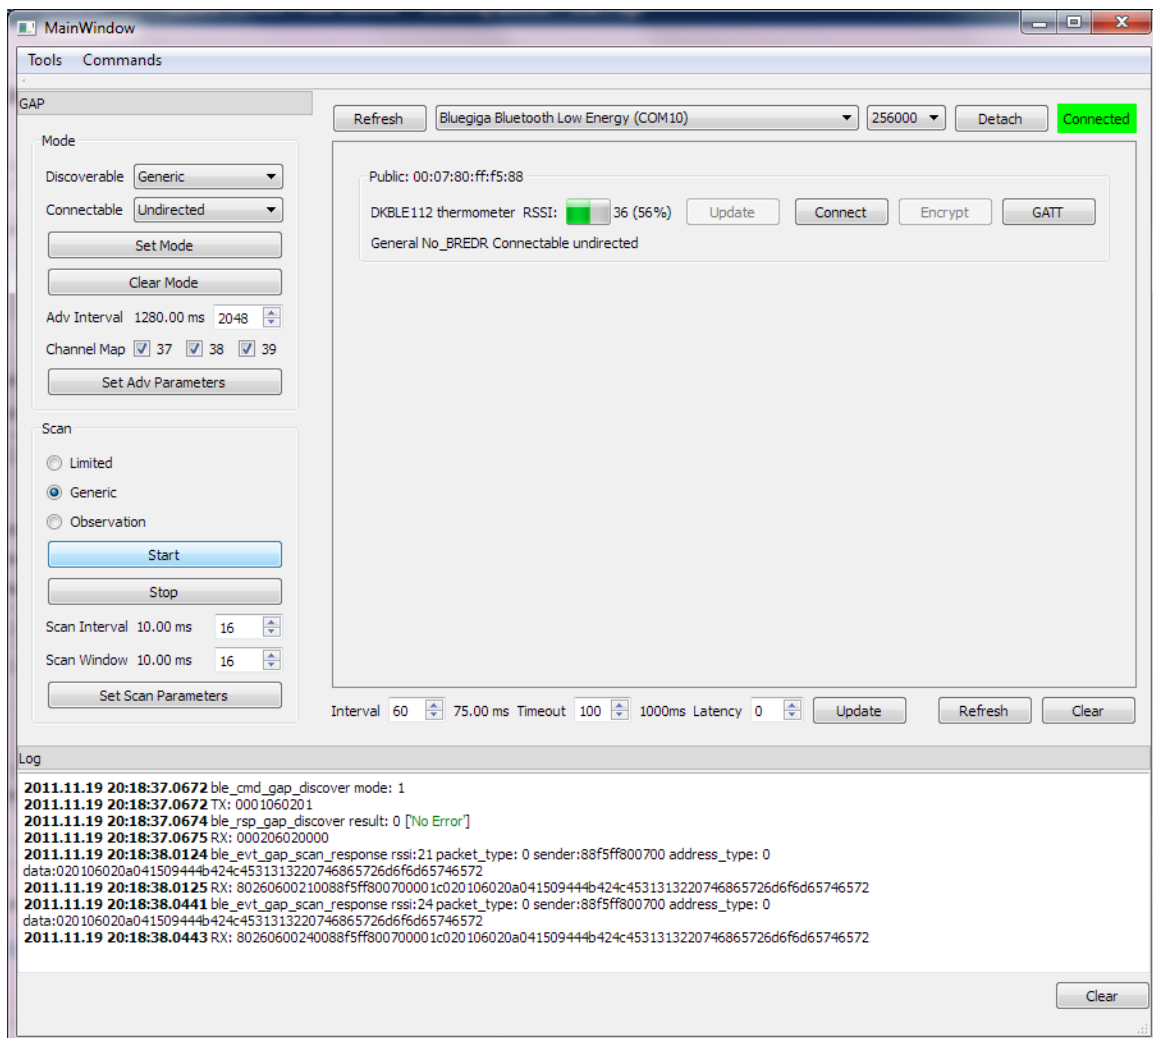 MainWindow
Tools Commands
GAP
Refresh Bluegiga Bluetooth Low Energy (COM10) 256000 Detach Connected
Mode
Discoverable Generic
Connectable Undirected
Set Mode
Clear Mode
Adv Interval 1280.00 ms 2048
Channel Map 37 38 39
Set Adv Parameters
Scan
Limited
Generic
Observation
Start
Stop
Scan Interval 10.00 ms 16
Scan Window 10.00 ms 16
Set Scan Parameters
Public: 00:07:80:ff:f5:88
DKBLE112 thermometer RSSI: 36 (56%) Update Connect Encrypt GATT
General No_BREDR Connectable undirected
Interval 60 75.00 ms Timeout 100 1000ms Latency 0 Update Refresh Clear
Log
2011.11.19 20:18:37.0672 ble_cmd_gap_discover mode: 1
2011.11.19 20:18:37.0672 TX: 0001060201
2011.11.19 20:18:37.0674 ble_rsp_gap_discover result: 0 ['No Error']
2011.11.19 20:18:37.0675 RX: 000206020000
2011.11.19 20:18:38.0124 ble_evt_gap_scan_response rssi:21 packet_type: 0 sender:88f5ff800700 address_type: 0
data:020106020a041509444b424c4531313220746865726d6f6d65746572
2011.11.19 20:18:38.0125 RX: 80260600210088f5ff800700001c020106020a041509444b424c4531313220746865726d6f6d65746572
2011.11.19 20:18:38.0441 ble_evt_gap_scan_response rssi:24 packet_type: 0 sender:88f5ff800700 address_type: 0
data:020106020a041509444b424c4531313220746865726d6f6d65746572
2011.11.19 20:18:38.0443 RX: 80260600240088f5ff800700001c020106020a041509444b424c4531313220746865726d6f6d65746572
Clear